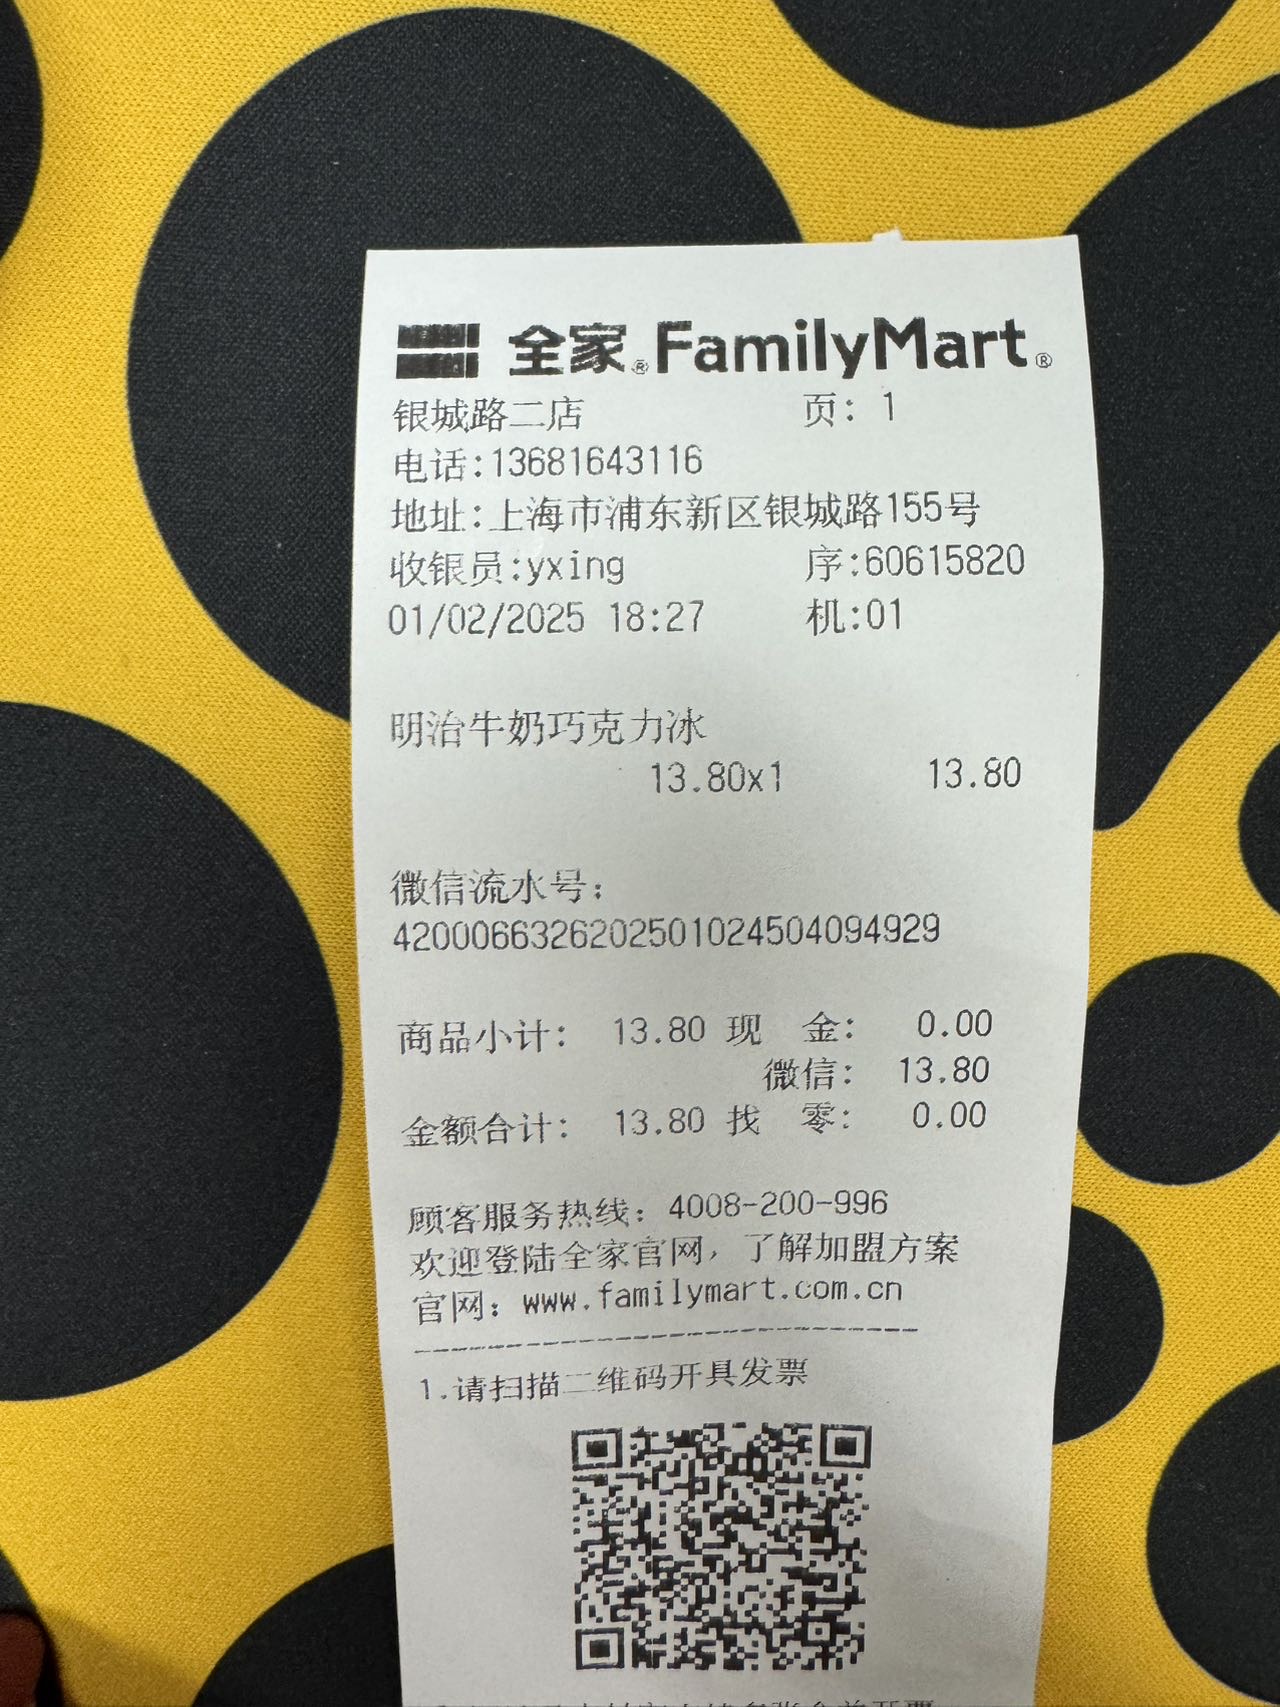 全家® FamilyMart®
银城路二店 页: 1
电话:13681643116
地址:上海市浦东新区银城路155号
收银员:yxing 序:60615820
01/02/2025 18:27 机:01
明治牛奶巧克力冰
13.80x1 13.80
微信流水号:
4200066326202501024504094929
商品小计: 13.80 现 金: 0.00
微信: 13.80
金额合计: 13.80 找 零: 0.00
顾客服务热线: 4008-200-996
欢迎登陆全家官网, 了解加盟方案
官网: www.familymart.com.cn
1.请扫描二维码开具发票